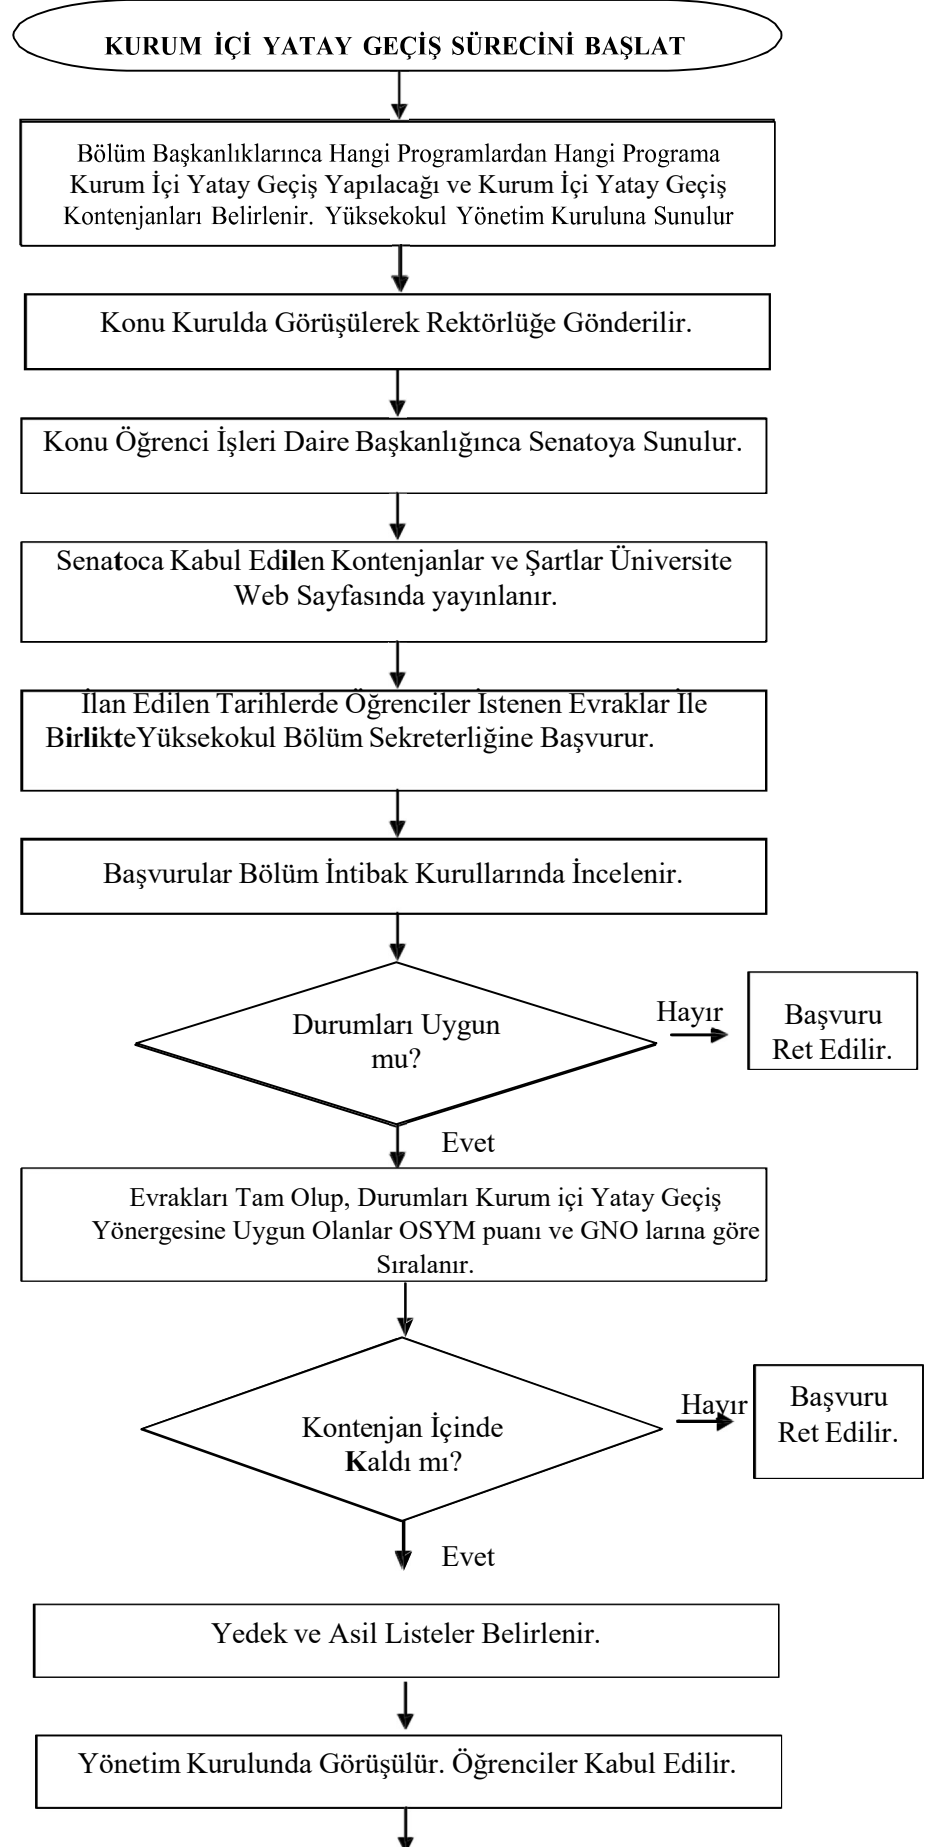 KURUM İÇİ YATAY GEÇİŞ SÜRECİNİ BAŞLAT
Bölüm Başkanlıklarınca Hangi Programlardan Hangi Programa
Kurum İçi Yatay Geçiş Yapılacağı ve Kurum İçi Yatay Geçiş
Kontenjanları Belirlenir. Yüksekokul Yönetim Kuruluna Sunulur
Konu Kurulda Görüşülerek Rektörlüğe Gönderilir.
Konu Öğrenci İşleri Daire Başkanlığınca Senatoya Sunulur.
Senatoca Kabul Edilen Kontenjanlar ve Şartlar Üniversite
Web Sayfasında yayınlanır.
İlan Edilen Tarihlerde Öğrenciler İstenen Evraklar İle
BirlikteYüksekokul Bölüm Sekreterliğine Başvurur.
Başvurular Bölüm İntibak Kurullarında İncelenir.
Durumları Uygun
mu?
Hayır
Başvuru
Ret Edilir.
Evet
Evrakları Tam Olup, Durumları Kurum içi Yatay Geçiş
Yönergesine Uygun Olanlar OSYM puanı ve GNO larına göre
Sıralanır.
Kontenjan İçinde
Kaldı mı?
Hayır
Başvuru
Ret Edilir.
Evet
Yedek ve Asil Listeler Belirlenir.
Yönetim Kurulunda Görüşülür. Öğrenciler Kabul Edilir.